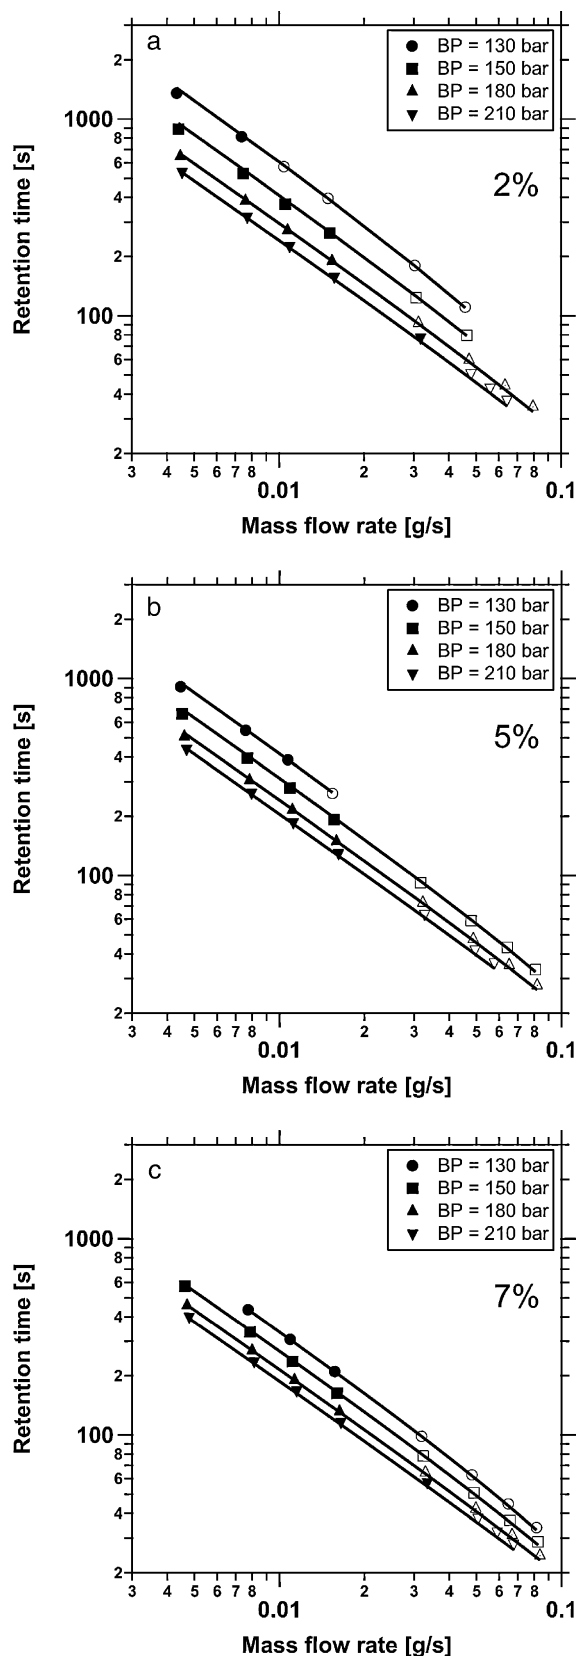 a
BP = 130 bar
BP = 150 bar
BP = 180 bar
BP = 210 bar
2%
Retention time [s]
2
1000
8
6
4
2
100
8
6
4
2
3 4 5 6 7 8 2 3 4 5 6 7 8
0.01 0.1
Mass flow rate [g/s]
b
BP = 130 bar
BP = 150 bar
BP = 180 bar
BP = 210 bar
5%
Retention time [s]
2
1000
8
6
4
2
100
8
6
4
2
3 4 5 6 7 8 2 3 4 5 6 7 8
0.01 0.1
Mass flow rate [g/s]
c
BP = 130 bar
BP = 150 bar
BP = 180 bar
BP = 210 bar
7%
Retention time [s]
2
1000
8
6
4
2
100
8
6
4
2
3 4 5 6 7 8 2 3 4 5 6 7 8
0.01 0.1
Mass flow rate [g/s]